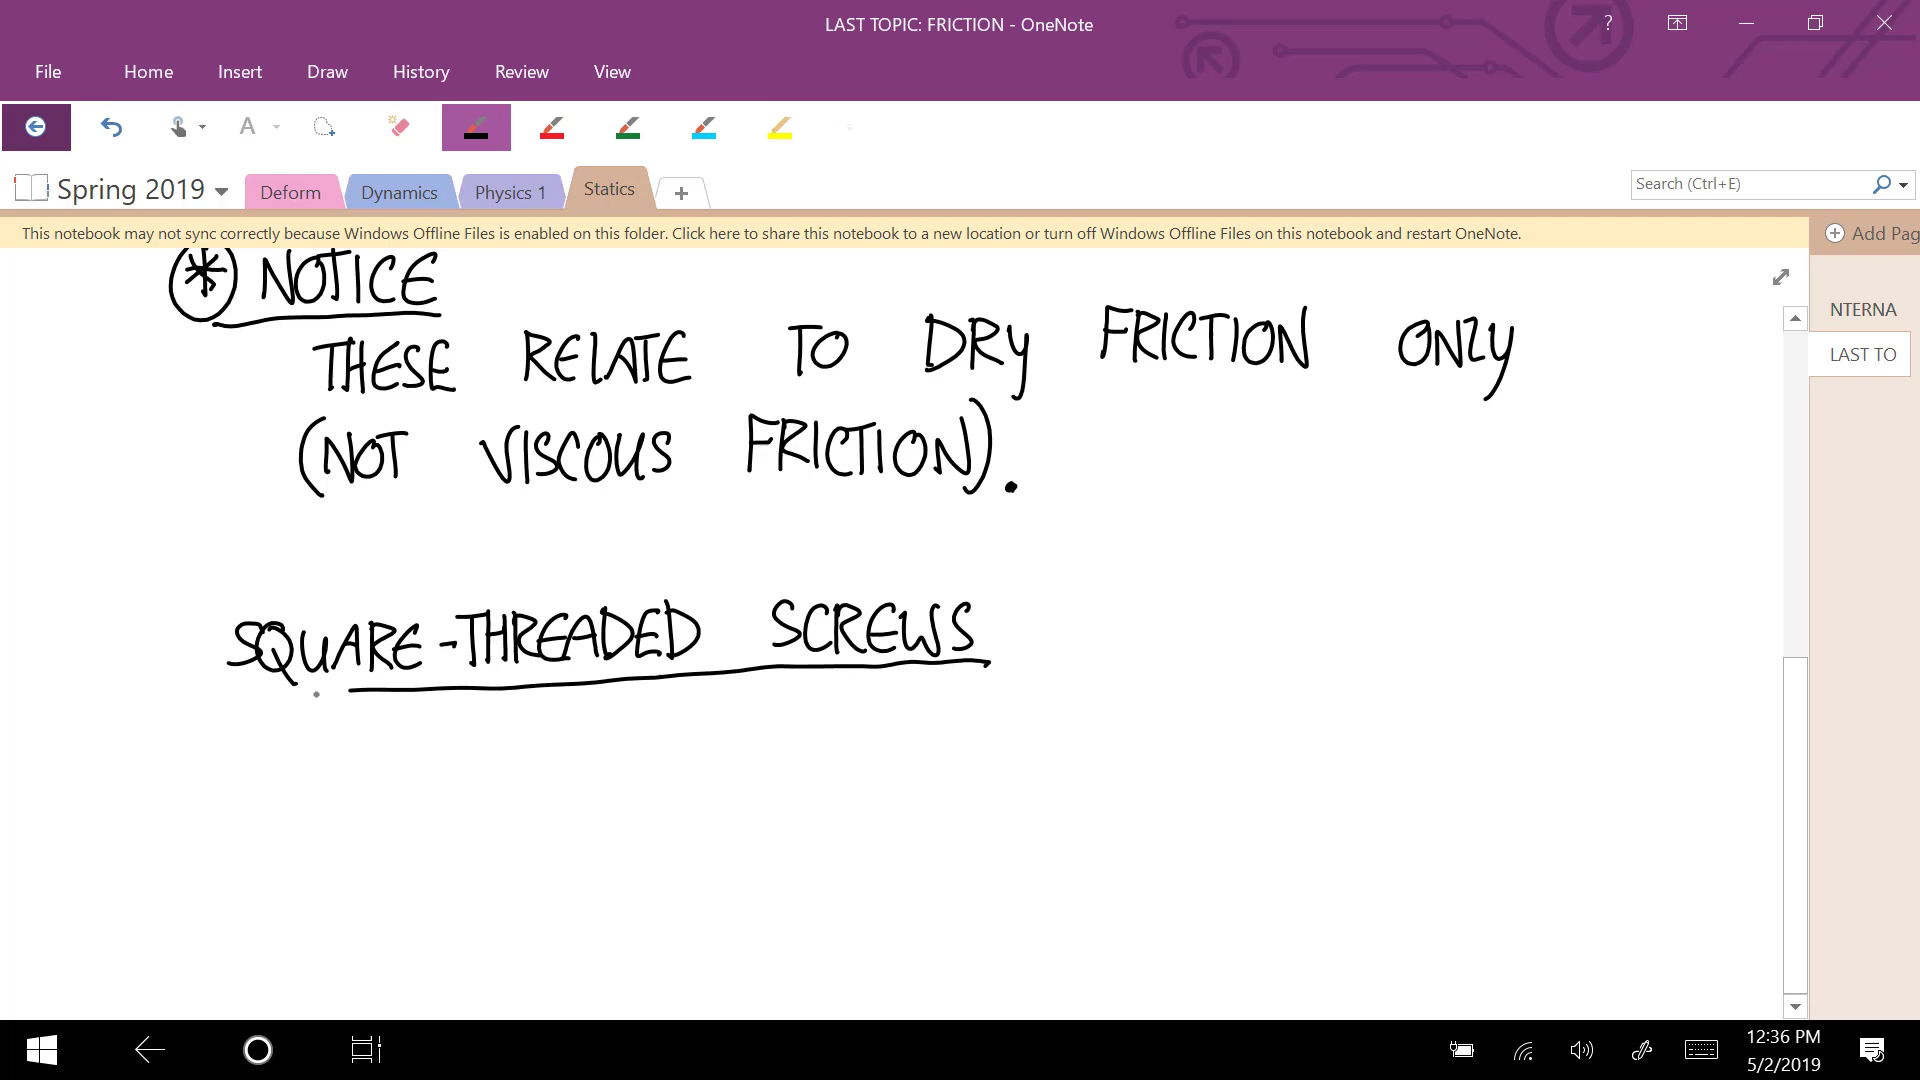 LAST TOPIC: FRICTION - OneNote
?
File Home Insert Draw History Review View
A
Spring 2019 Deform Dynamics Physics 1 Statics + Search (Ctrl+E)
This notebook may not sync correctly because Windows Offline Files is enabled on this folder. Click here to share this notebook to a new location or turn off Windows Offline Files on this notebook and restart OneNote.
Add Pag
NTERNA
LAST TO
* NOTICE
THESE RELATE TO DRY FRICTION ONLY
(NOT VISCOUS FRICTION).
SQUARE-THREADED SCREWS
12:36 PM
5/2/2019